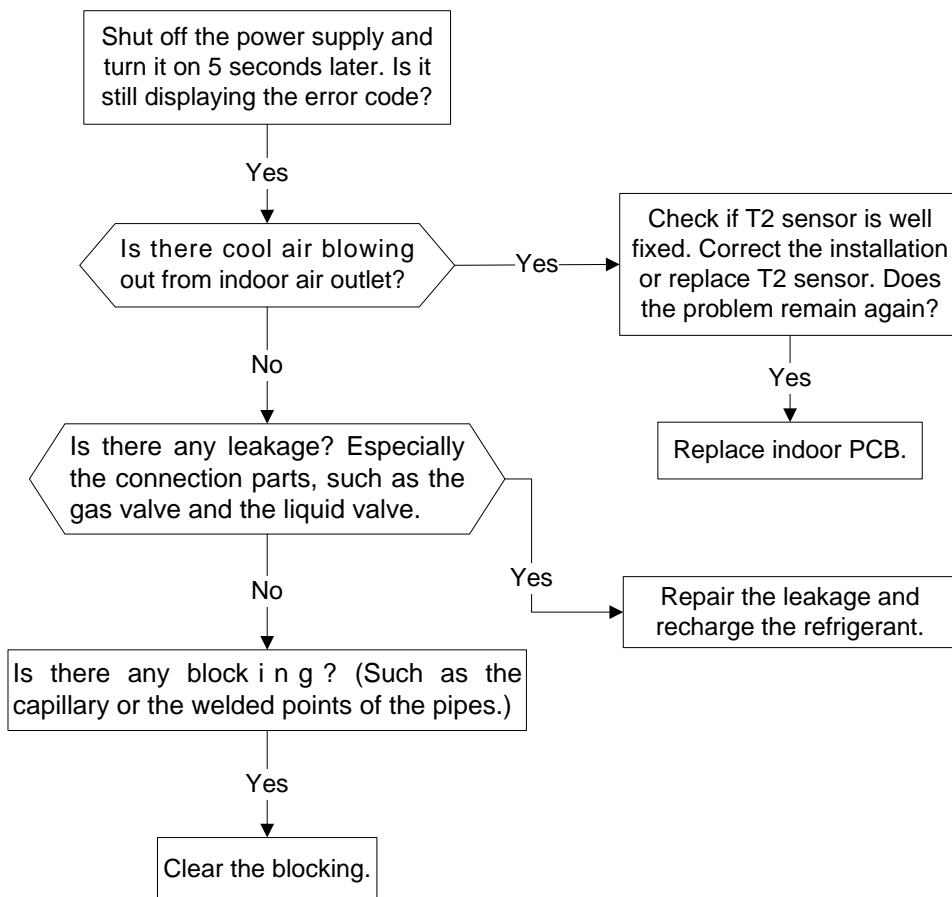 Shut off the power supply and
turn it on 5 seconds later. Is it
still displaying the error code?
Yes
Is there cool air blowing
out from indoor air outlet?
Yes
Check if T2 sensor is well
fixed. Correct the installation
or replace T2 sensor. Does
the problem remain again?
Yes
Replace indoor PCB.
No
Is there any leakage? Especially
the connection parts, such as the
gas valve and the liquid valve.
Yes
Repair the leakage and
recharge the refrigerant.
No
Is there any block i n g ? (Such as the
capillary or the welded points of the pipes.)
Yes
Clear the blocking.